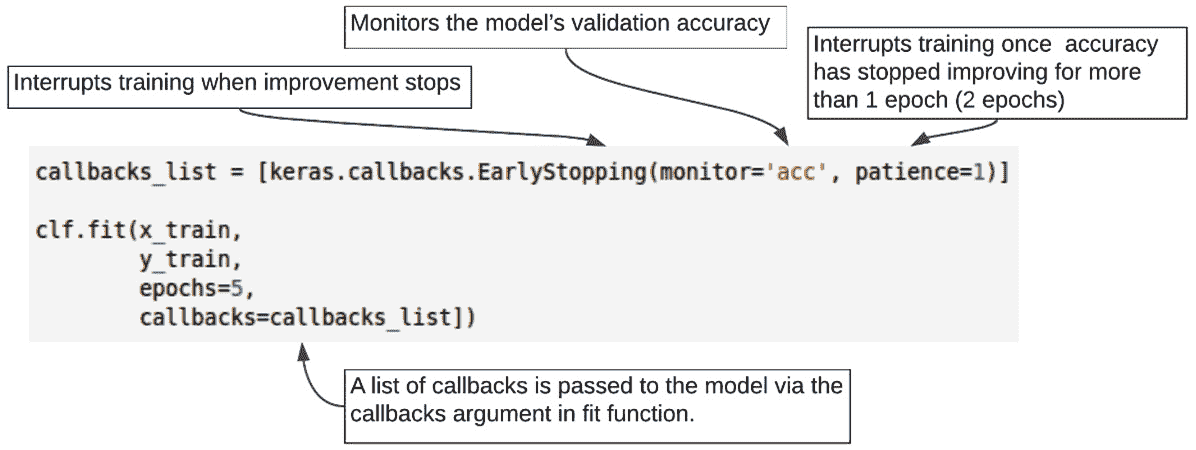 Monitors the model's validation accuracy
Interrupts training once  accuracy
has stopped improving for more
than 1 epoch (2 epochs)
Interrupts training when improvement stops
callbacks_list = [keras.callbacks.EarlyStopping(monitor='acc', patience=1)]
clf.fit(x_train,
y_train,
epochs=5,
callbacks=callbacks_list])
A list of callbacks is passed to the model via the
callbacks argument in fit function.